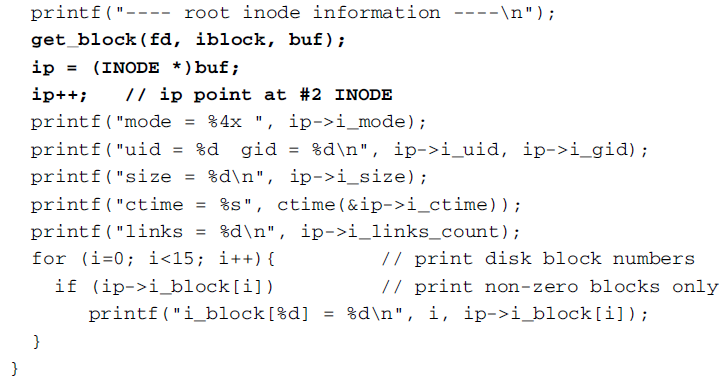 printf("---- root inode information ----\n");
get_block(fd, iblock, buf);
ip = (INODE *)buf;
ip++;   // ip point at #2 INODE
printf("mode = %4x ", ip->i_mode);
printf("uid = %d  gid = %d\n", ip->i_uid, ip->i_gid);
printf("size = %d\n", ip->i_size);
printf("ctime = %s", ctime(&ip->i_ctime));
printf("links = %d\n", ip->i_links_count);
for (i=0; i<15; i++){         // print disk block numbers
  if (ip->i_block[i])         // print non-zero blocks only
     printf("i_block[%d] = %d\n", i, ip->i_block[i]);
}
}